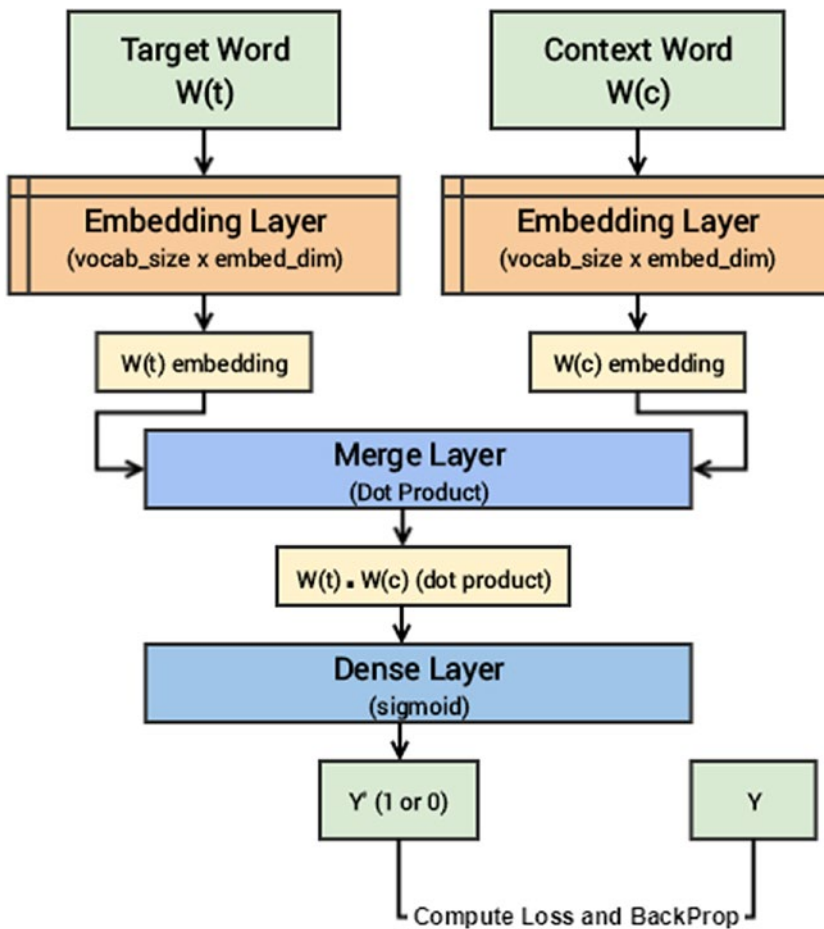 Target Word
W(t)
Context Word
W(c)
Embedding Layer
(vocab_size x embed_dim)
Embedding Layer
(vocab_size x embed_dim)
W(t) embedding
W(c) embedding
Merge Layer
(Dot Product)
W(t) . W(c) (dot product)
Dense Layer
(sigmoid)
Y' (1 or 0)
Y
Compute Loss and BackProp